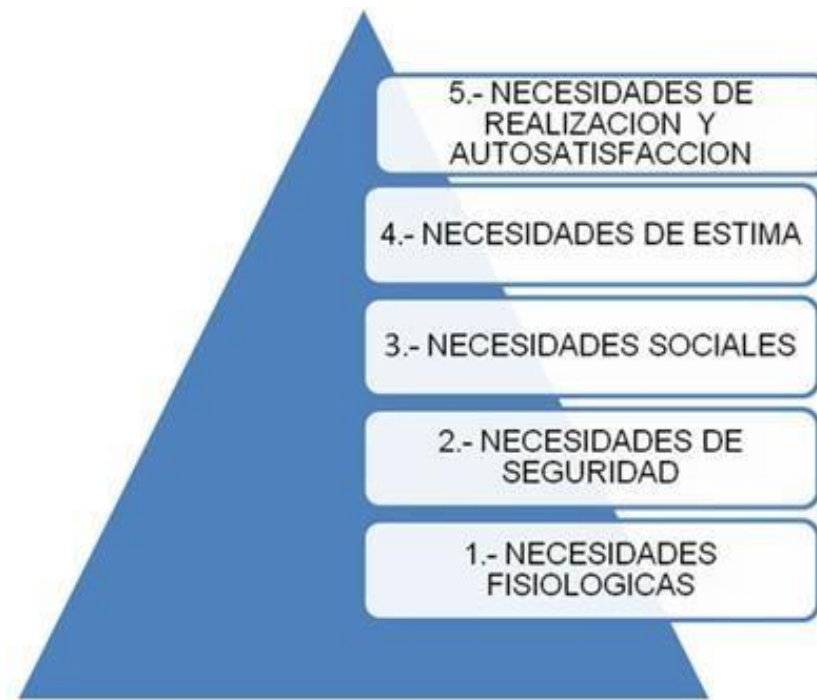 5.- NECESIDADES DE
REALIZACION Y
AUTOSATISFACCION
4.- NECESIDADES DE ESTIMA
3.- NECESIDADES SOCIALES
2.- NECESIDADES DE
SEGURIDAD
1.- NECESIDADES
FISIOLOGICAS